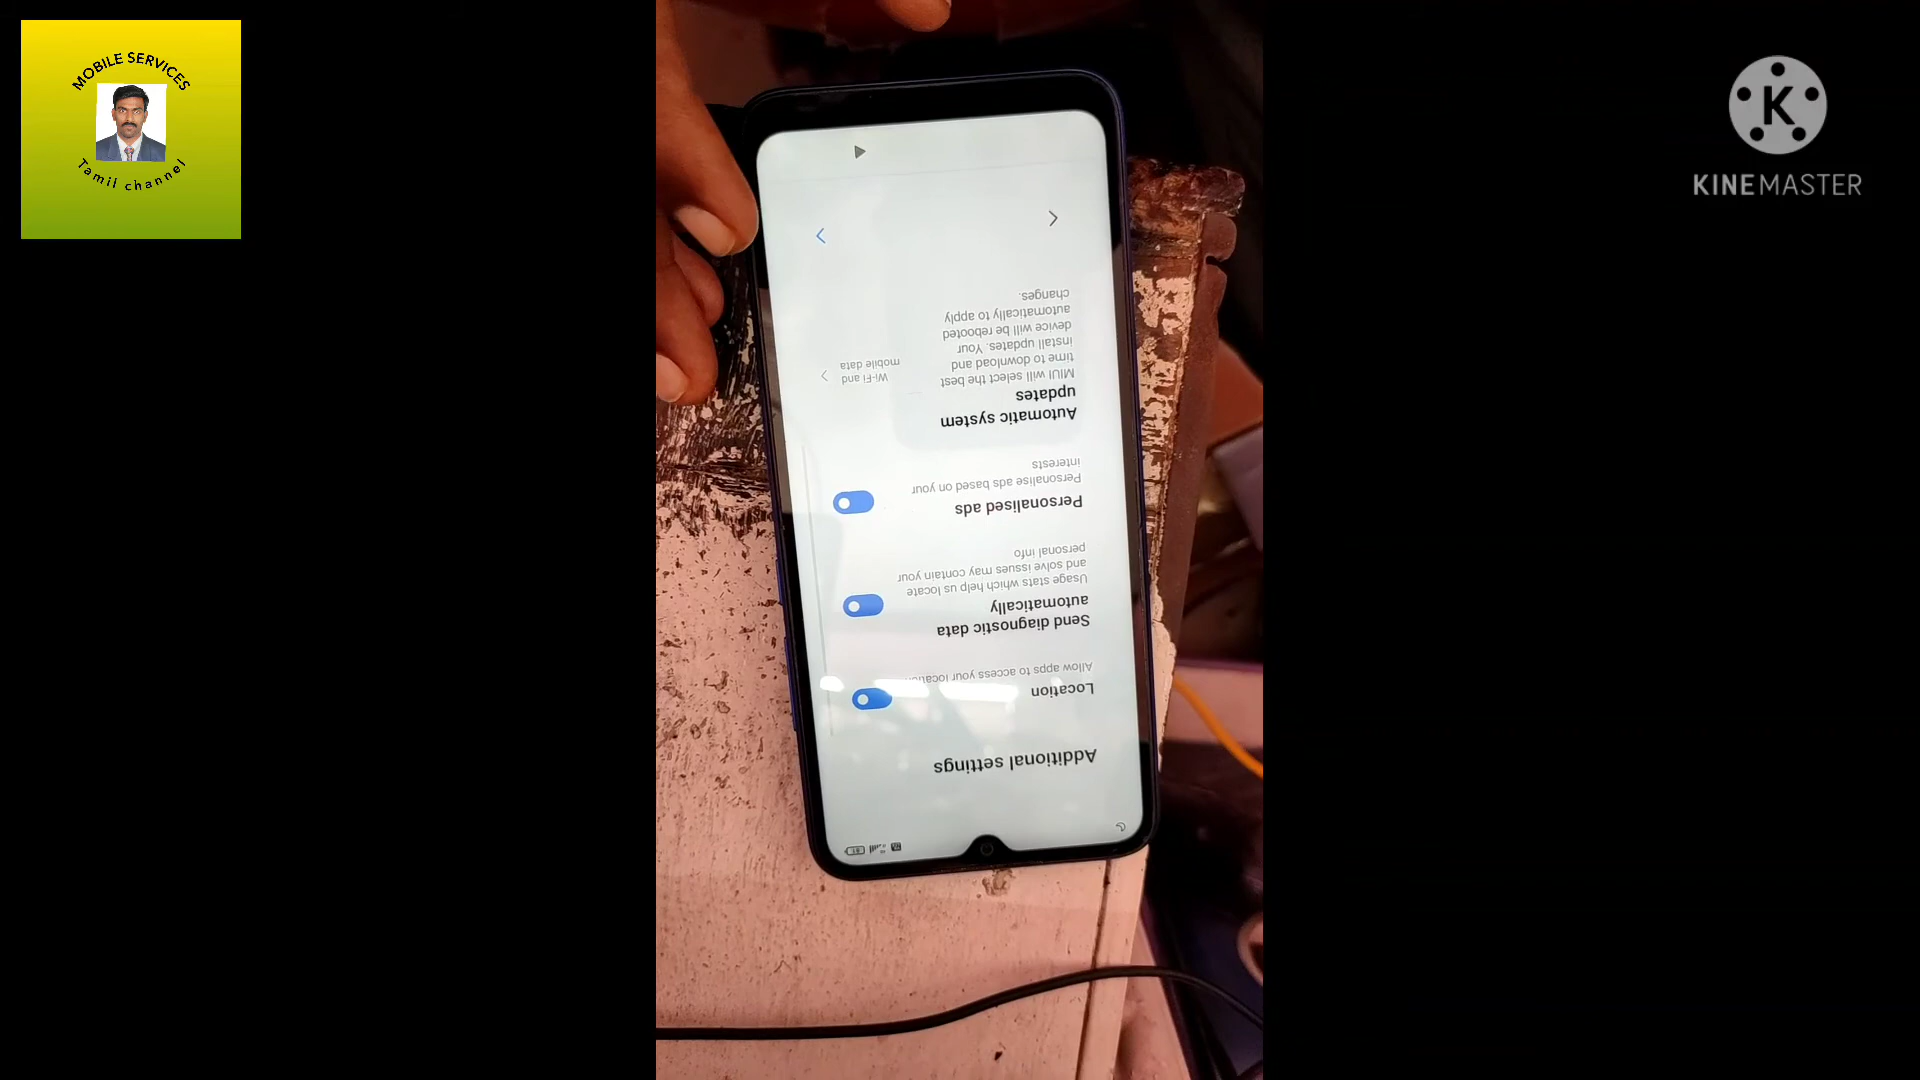 MOBILE SERVICES
Tamil channel
K
KINEMASTER
Additional settings
Location
Allow apps to access your location
Send diagnostic data
automatically
Usage stats which help us locate
and solve issues may contain your
personal info
Personalised ads
Personalise ads based on your
interests
Automatic system
updates
MIUI will select the best
time to download and
install updates. Your
device will be rebooted
automatically to apply
changes.
Wi-Fi and
mobile data